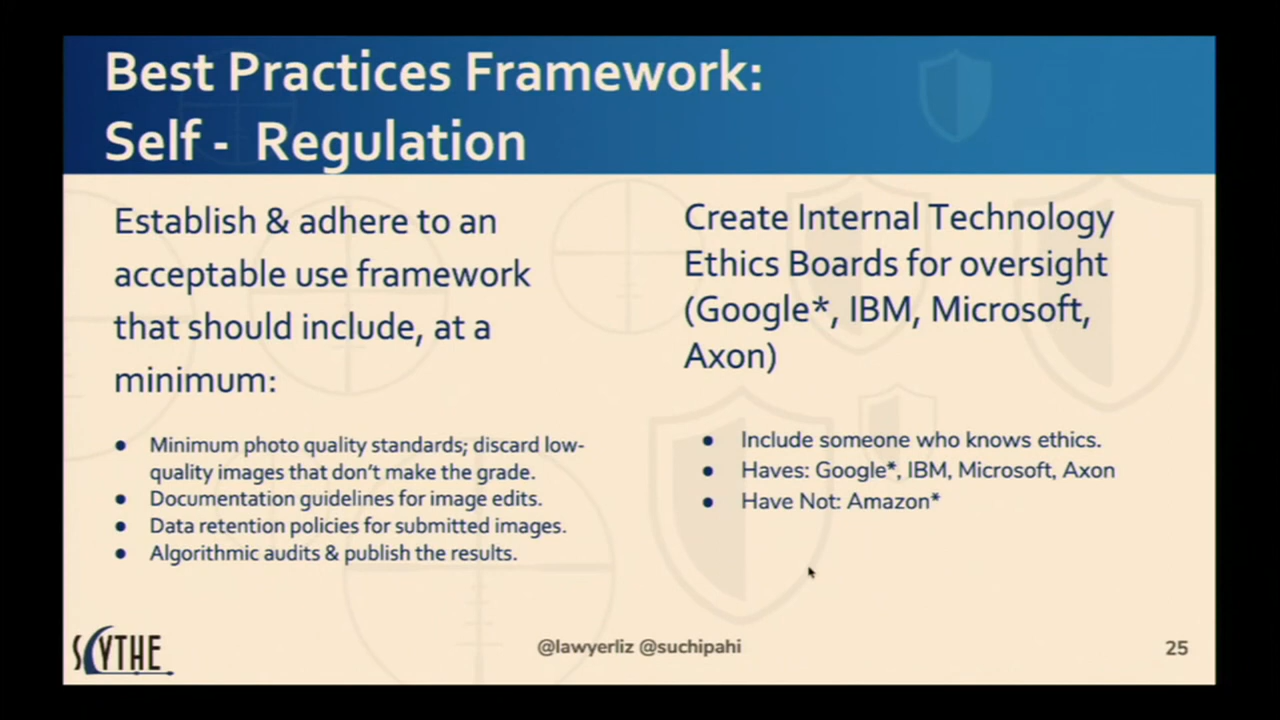 Best Practices Framework:
Self - Regulation
Establish & adhere to an
acceptable use framework
that should include, at a
minimum:
● Minimum photo quality standards; discard low-
quality images that don't make the grade.
● Documentation guidelines for image edits.
● Data retention policies for submitted images.
● Algorithmic audits & publish the results.
Create Internal Technology
Ethics Boards for oversight
(Google*, IBM, Microsoft,
Axon)
● Include someone who knows ethics.
● Haves: Google*, IBM, Microsoft, Axon
● Have Not: Amazon*
SCYTHE
@lawyerliz @suchipahi
25